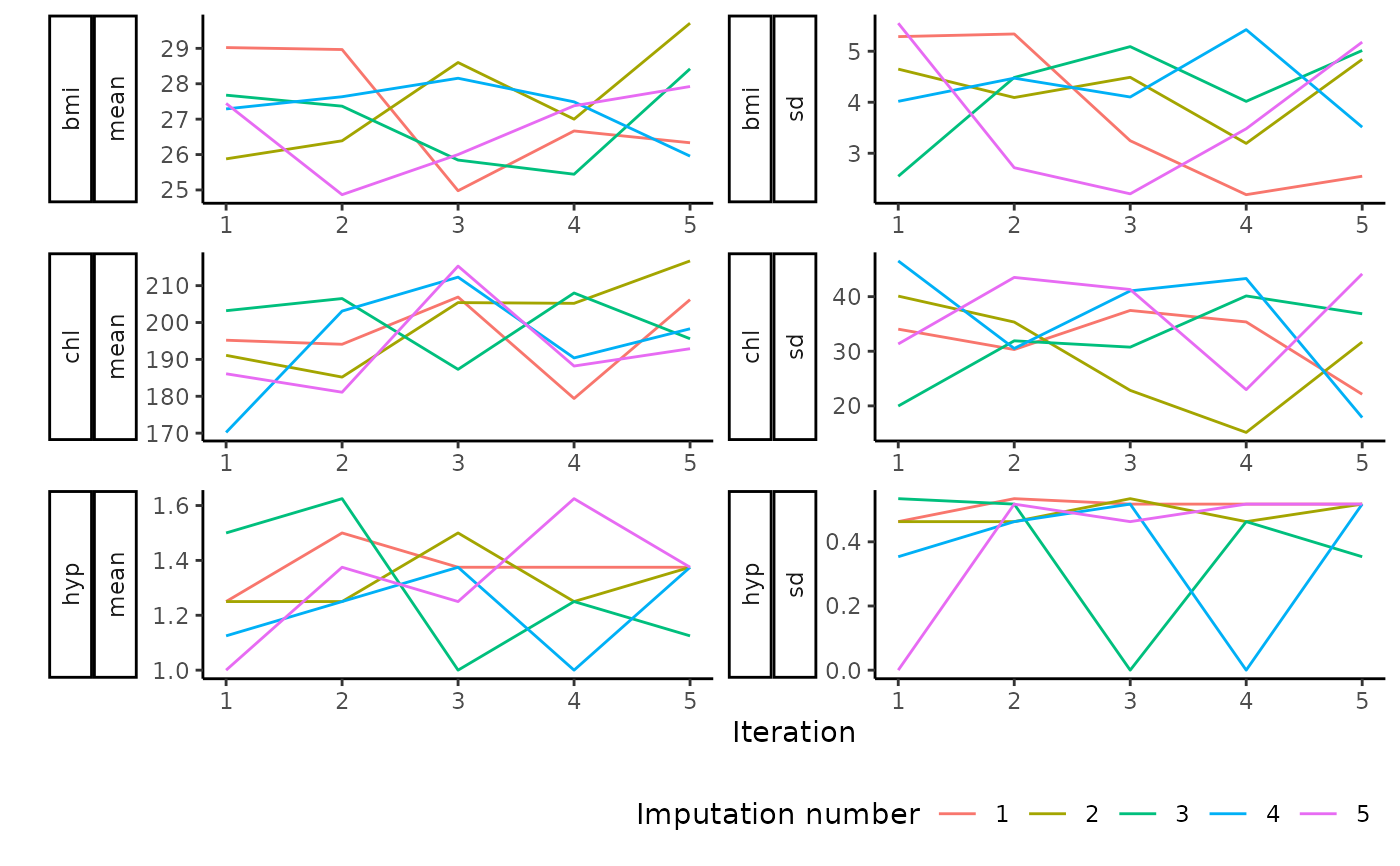 bmi
mean
29
28
27
26
25
1 2 3 4 5
bmi
sd
5
4
3
1 2 3 4 5
chl
mean
210
200
190
180
170
1 2 3 4 5
chl
sd
40
30
20
1 2 3 4 5
hyp
mean
1.6
1.4
1.2
1.0
1 2 3 4 5
hyp
sd
0.4
0.2
0.0
1 2 3 4 5
Iteration
Imputation number 1 2 3 4 5